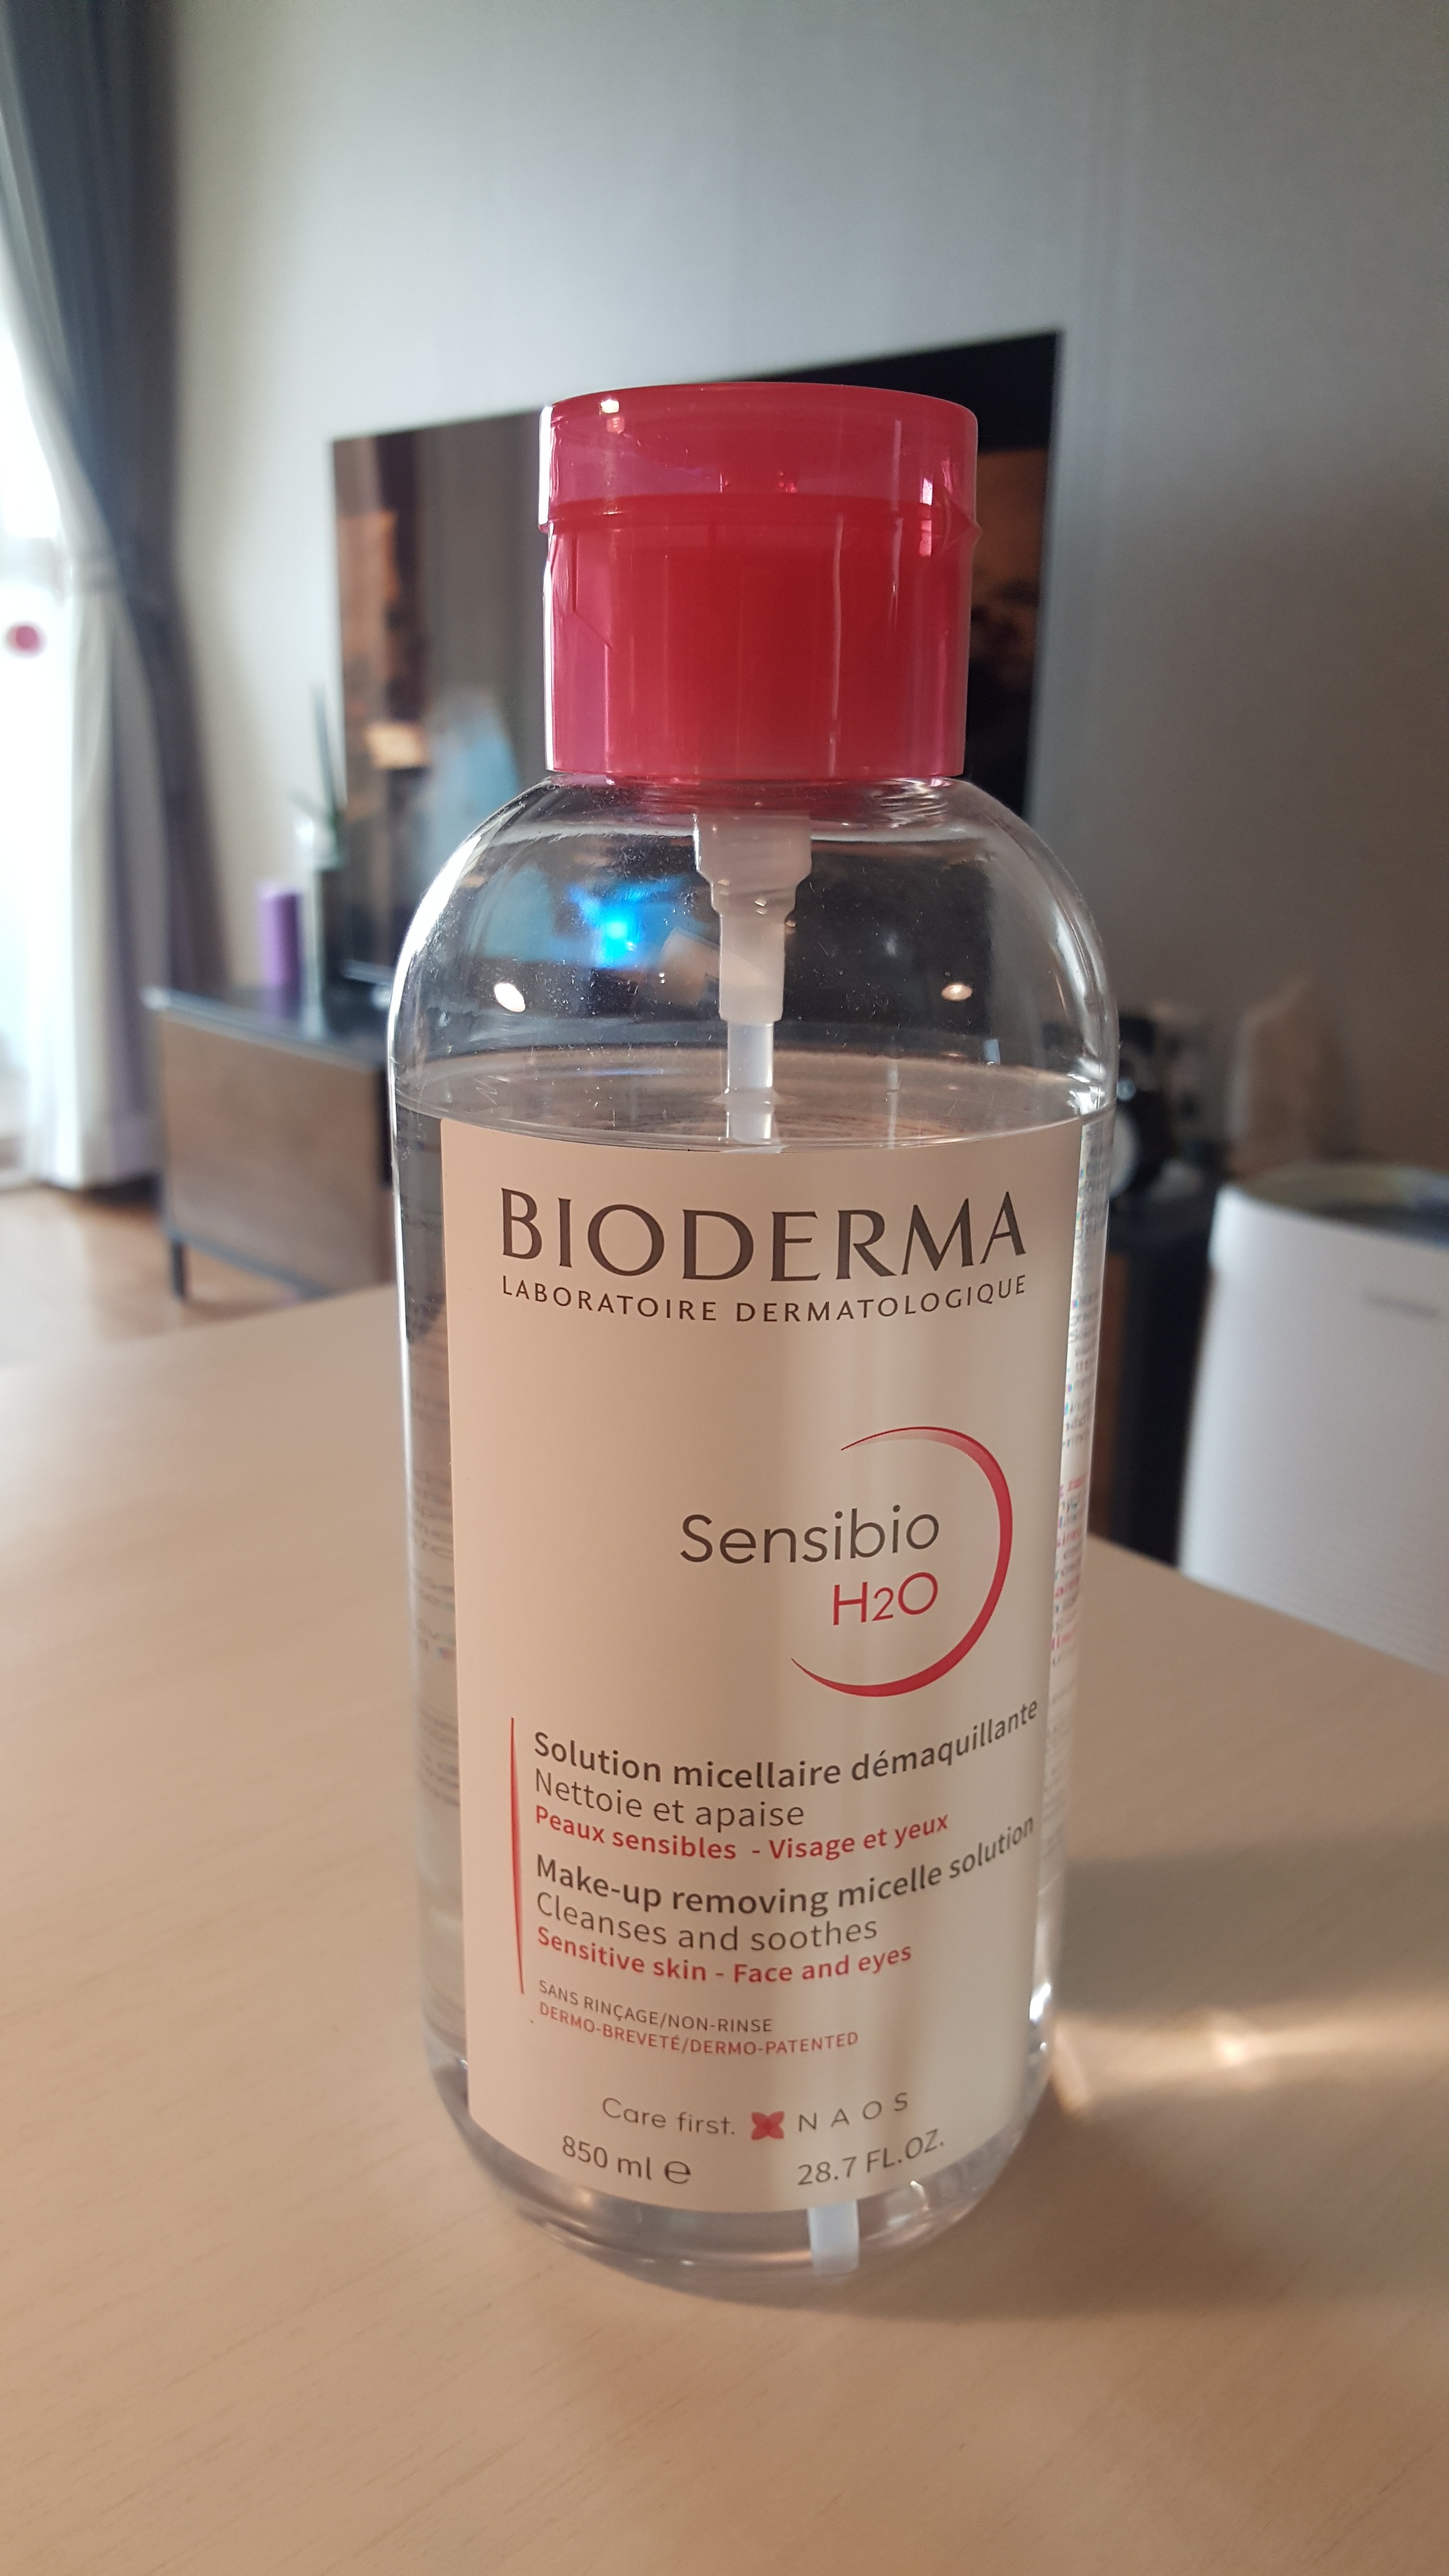 BIODERMA
LABORATOIRE DERMATOLOGIQUE
Sensibio
H2O
Solution micellaire démaquillante
Nettoie et apaise
Peaux sensibles - Visage et yeux
Make-up removing micelle solution
Cleanses and soothes
Sensitive skin - Face and eyes
SANS RINÇAGE/NON-RINSE
DERMO-BREVETÉ/DERMO-PATENTED
Care first. NAOS
850 ml ℮ 28.7 FL.OZ.